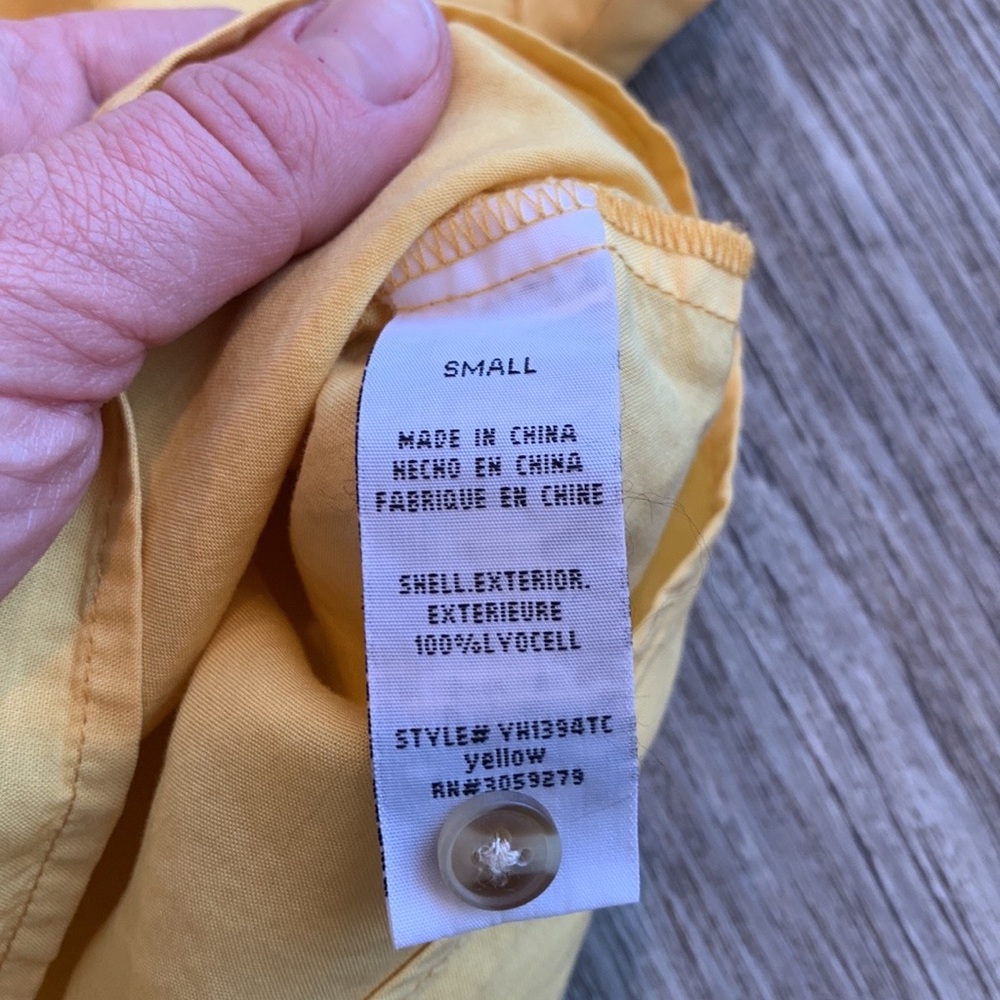 SMALL
MADE IN CHINA
HECHO EN CHINA
FABRIQUE EN CHINE
SHELL.EXTERIOR.
EXTERIEURE
100%LYOCELL
STYLE# YH1394TC
yellow
RN#3059279